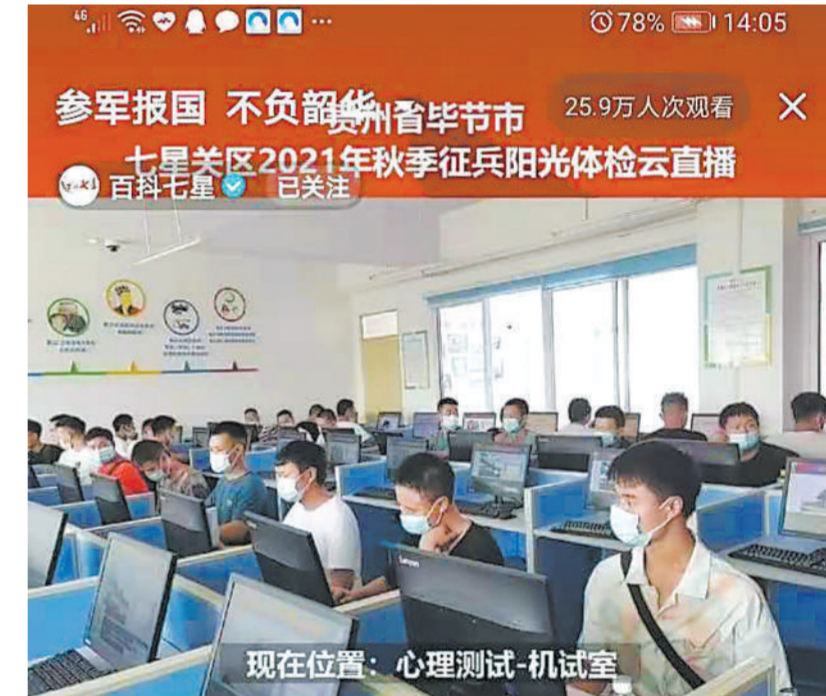 4G 78% 14:05
参军报国 不负韶华
25.9万人次观看
贵州省毕节市
七星关区2021年秋季征兵阳光体检云直播
百抖七星 已关注
Lenovo
现在位置：心理测试-机试室